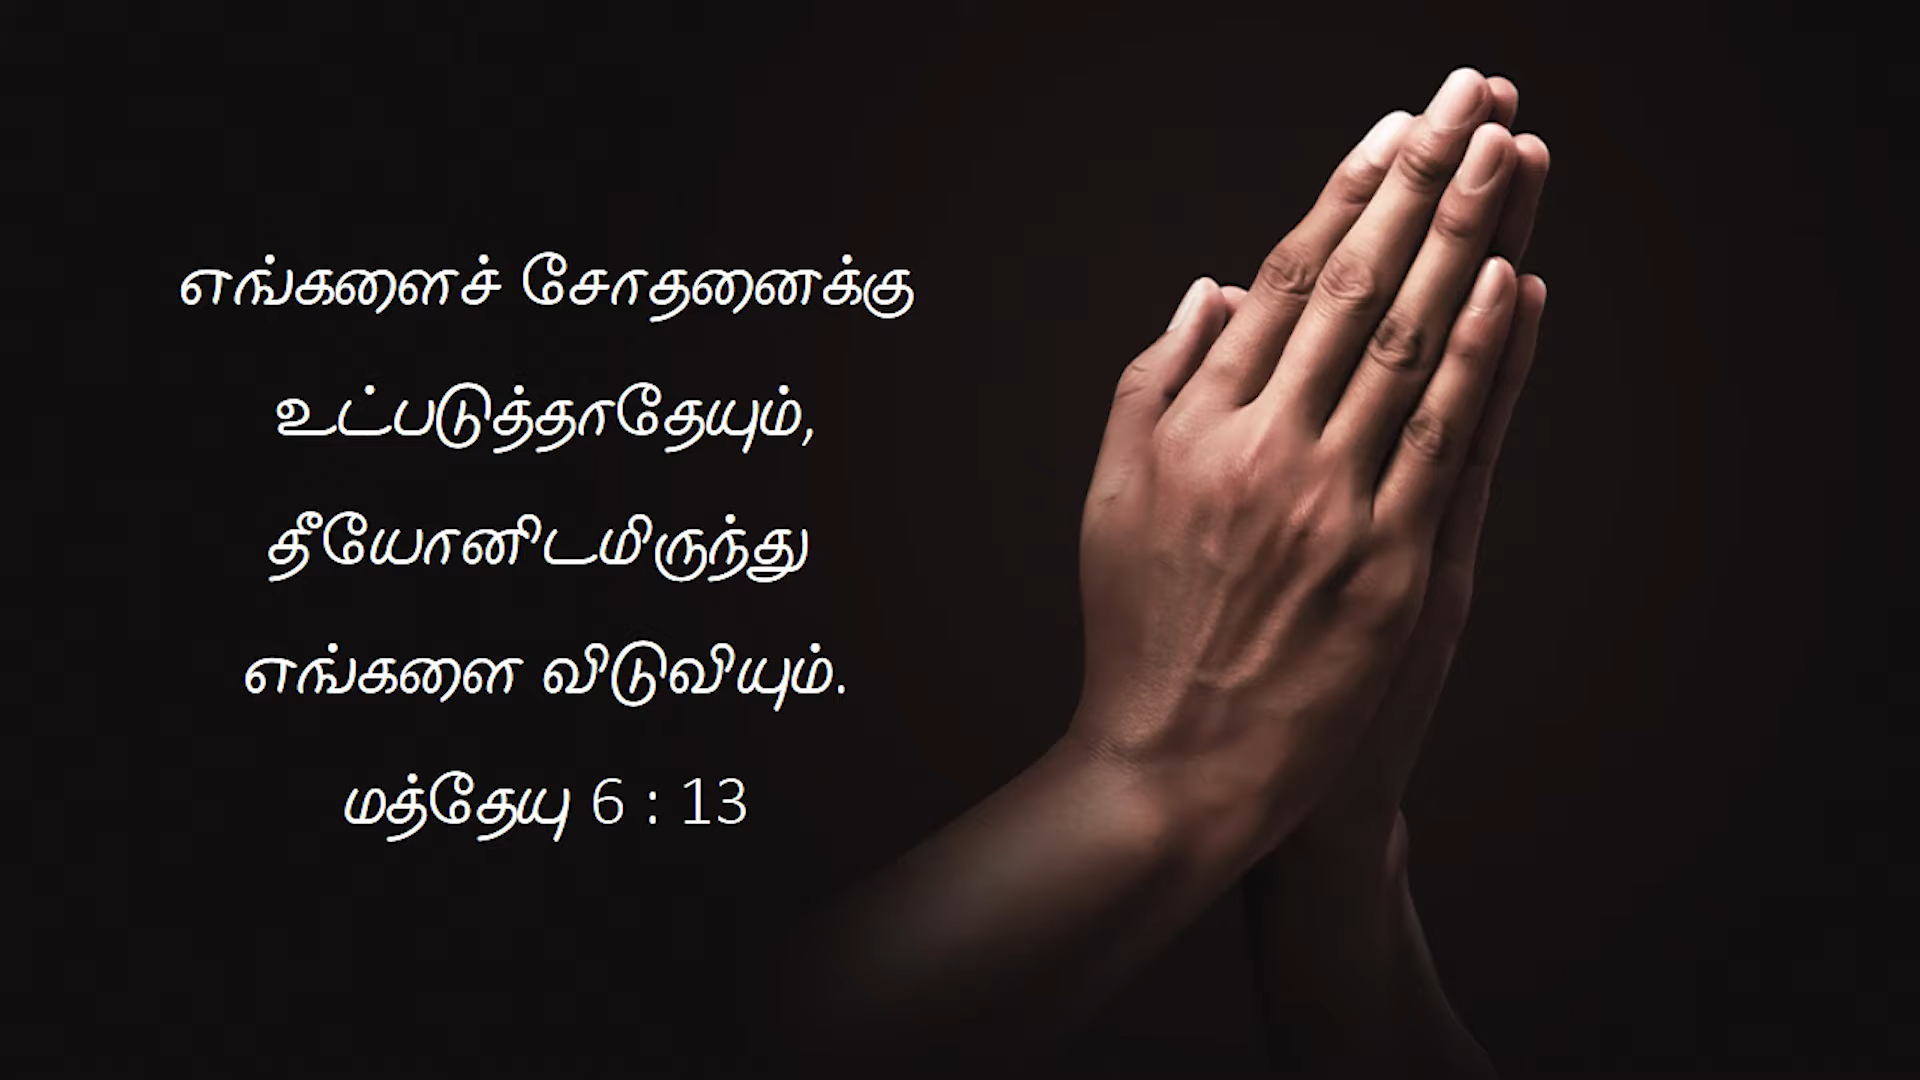 எங்களைச் சோதனைக்கு
உட்படுத்தாதேயும்,
தீயோனிடமிருந்து
எங்களை விடுவியும்.
மத்தேயு 6 : 13